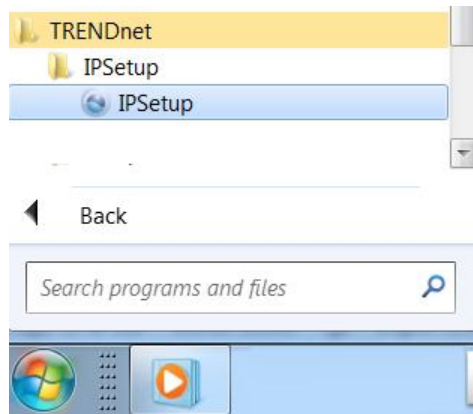 TRENDnet
IPSetup
IPSetup
Back
Search programs and files